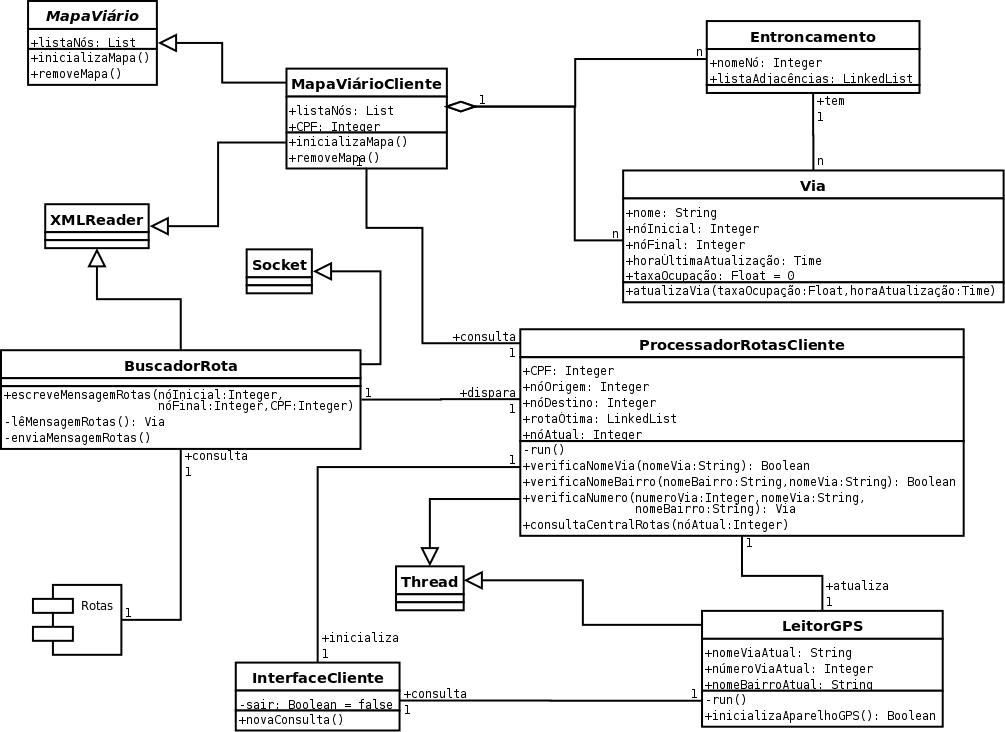 MapaViário
+listaNós: List
+inicializaMapa()
+removeMapa()
MapaViárioCliente
+listaNós: List
+CPF: Integer
+inicializaMapa()
+removeMapa()
1
1
n
n
Entroncamento
+nomeNó: Integer
+listaAdjacências: LinkedList
+tem
1
n
Via
+nome: String
+nóInicial: Integer
+nóFinal: Integer
+horaÚltimaAtualização: Time
+taxaOcupação: Float = 0
+atualizaVia(taxaOcupação:Float,horaAtualização:Time)
XMLReader
Socket
+consulta
1
BuscadorRota
+escreveMensagemRotas(nóInicial:Integer,
nóFinal:Integer,CPF:Integer)
-lêMensagemRotas(): Via
-enviaMensagemRotas()
1
+dispara
1
+consulta
1
ProcessadorRotasCliente
+CPF: Integer
+nóOrigem: Integer
+nóDestino: Integer
+rotaÓtima: LinkedList
+nóAtual: Integer
-run()
+verificaNomeVia(nomeVia:String): Boolean
+verificaNomeBairro(nomeBairro:String,nomeVia:String): Boolean
+verificaNumero(numeroVia:Integer,nomeVia:String,
nomeBairro:String): Via
+consultaCentralRotas(nóAtual:Integer)
1
1
Thread
Rotas
1
+atualiza
1
+inicializa
1
LeitorGPS
+nomeViaAtual: String
+númeroViaAtual: Integer
+nomeBairroAtual: String
-run()
+inicializaAparelhoGPS(): Boolean
InterfaceCliente
-sair: Boolean = false
+novaConsulta()
+consulta
1
1